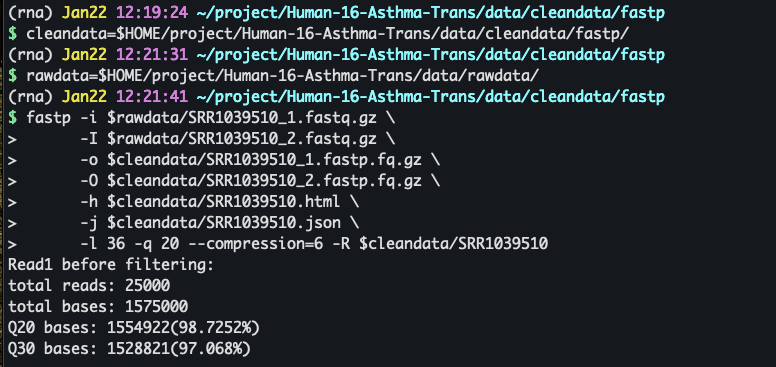 (rna) Jan22 12:19:24 ~/project/Human-16-Asthma-Trans/data/cleandata/fastp
$ cleandata=$HOME/project/Human-16-Asthma-Trans/data/cleandata/fastp/
(rna) Jan22 12:21:31 ~/project/Human-16-Asthma-Trans/data/cleandata/fastp
$ rawdata=$HOME/project/Human-16-Asthma-Trans/data/rawdata/
(rna) Jan22 12:21:41 ~/project/Human-16-Asthma-Trans/data/cleandata/fastp
$ fastp -i $rawdata/SRR1039510_1.fastq.gz \
>       -I $rawdata/SRR1039510_2.fastq.gz \
>       -o $cleandata/SRR1039510_1.fastp.fq.gz \
>       -O $cleandata/SRR1039510_2.fastp.fq.gz \
>       -h $cleandata/SRR1039510.html \
>       -j $cleandata/SRR1039510.json \
>       -l 36 -q 20 --compression=6 -R $cleandata/SRR1039510
Read1 before filtering:
total reads: 25000
total bases: 1575000
Q20 bases: 1554922(98.7252%)
Q30 bases: 1528821(97.068%)